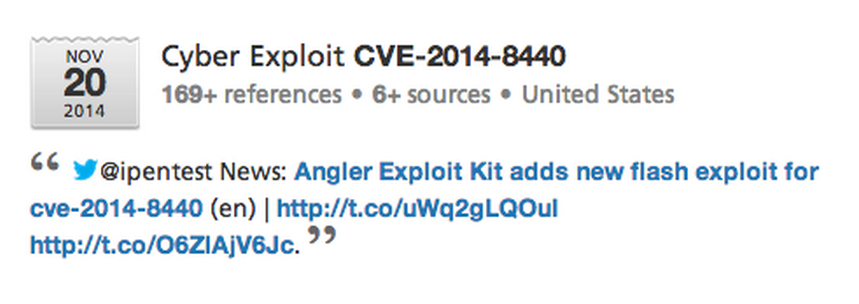 NOV
20
2014
Cyber Exploit CVE-2014-8440
169+ references • 6+ sources • United States
“ @ipentest News: Angler Exploit Kit adds new flash exploit for
cve-2014-8440 (en) | http://t.co/uWq2gLQOul
http://t.co/O6ZlAjV6Jc. ”